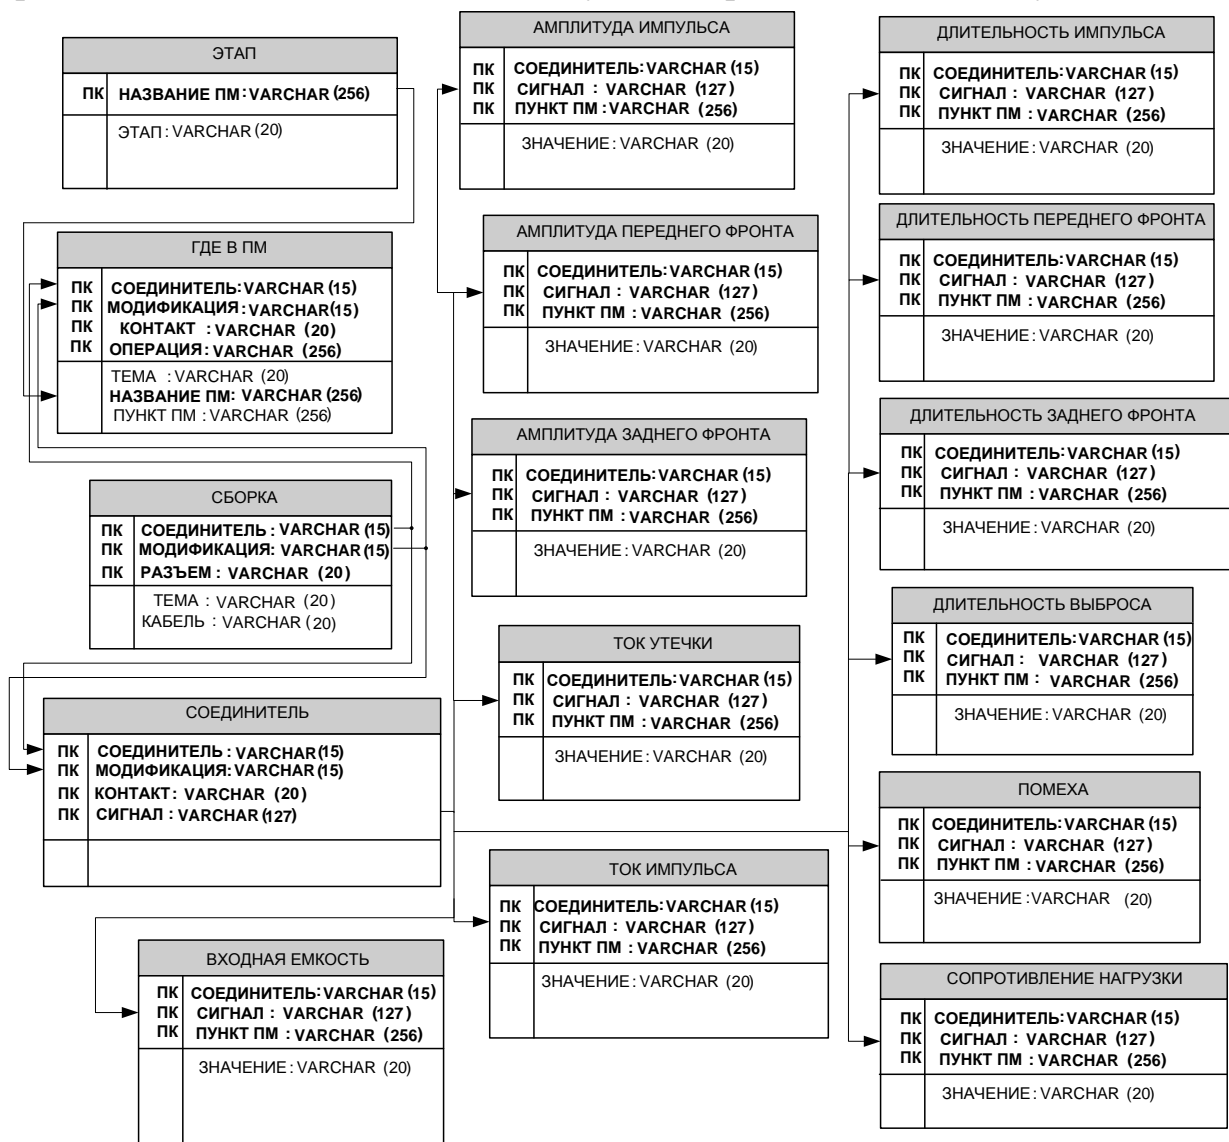 ЭТАП
ПК НАЗВАНИЕ ПМ:VARCHAR (256)
ЭТАП:VARCHAR (20)
ГДЕ В ПМ
ПК СОЕДИНИТЕЛЬ:VARCHAR (15)
ПК МОДИФИКАЦИЯ:VARCHAR(15)
ПК КОНТАКТ : VARCHAR (20)
ПК ОПЕРАЦИЯ: VARCHAR (256)
ТЕМА : VARCHAR (20)
НАЗВАНИЕ ПМ: VARCHAR (256)
ПУНКТ ПМ : VARCHAR (256)
СБОРКА
ПК СОЕДИНИТЕЛЬ : VARCHAR (15)
ПК МОДИФИКАЦИЯ: VARCHAR (15)
ПК РАЗЪЕМ : VARCHAR (20)
ТЕМА : VARCHAR (20)
КАБЕЛЬ : VARCHAR (20)
СОЕДИНИТЕЛЬ
ПК СОЕДИНИТЕЛЬ : VARCHAR(15)
ПК МОДИФИКАЦИЯ: VARCHAR(15)
ПК КОНТАКТ: VARCHAR (20)
ПК СИГНАЛ : VARCHAR (127)
ВХОДНАЯ ЕМКОСТЬ
ПК СОЕДИНИТЕЛЬ:VARCHAR (15)
ПК СИГНАЛ : VARCHAR (127)
ПК ПУНКТ ПМ : VARCHAR (256)
ЗНАЧЕНИЕ : VARCHAR (20)
АМПЛИТУДА ИМПУЛЬСА
ПК СОЕДИНИТЕЛЬ:VARCHAR (15)
ПК СИГНАЛ : VARCHAR (127)
ПК ПУНКТ ПМ : VARCHAR (256)
ЗНАЧЕНИЕ : VARCHAR (20)
АМПЛИТУДА ПЕРЕДНЕГО ФРОНТА
ПК СОЕДИНИТЕЛЬ:VARCHAR (15)
ПК СИГНАЛ : VARCHAR (127)
ПК ПУНКТ ПМ : VARCHAR (256)
ЗНАЧЕНИЕ : VARCHAR (20)
АМПЛИТУДА ЗАДНЕГО ФРОНТА
ПК СОЕДИНИТЕЛЬ:VARCHAR (15)
ПК СИГНАЛ : VARCHAR (127)
ПК ПУНКТ ПМ : VARCHAR (256)
ЗНАЧЕНИЕ : VARCHAR (20)
ТОК УТЕЧКИ
ПК СОЕДИНИТЕЛЬ:VARCHAR (15)
ПК СИГНАЛ : VARCHAR (127)
ПК ПУНКТ ПМ : VARCHAR (256)
ЗНАЧЕНИЕ : VARCHAR (20)
ТОК ИМПУЛЬСА
ПК СОЕДИНИТЕЛЬ:VARCHAR (15)
ПК СИГНАЛ : VARCHAR (127)
ПК ПУНКТ ПМ : VARCHAR (256)
ЗНАЧЕНИЕ : VARCHAR (20)
ДЛИТЕЛЬНОСТЬ ИМПУЛЬСА
ПК СОЕДИНИТЕЛЬ:VARCHAR (15)
ПК СИГНАЛ : VARCHAR (127)
ПК ПУНКТ ПМ : VARCHAR (256)
ЗНАЧЕНИЕ : VARCHAR (20)
ДЛИТЕЛЬНОСТЬ ПЕРЕДНЕГО ФРОНТА
ПК СОЕДИНИТЕЛЬ:VARCHAR (15)
ПК СИГНАЛ : VARCHAR (127)
ПК ПУНКТ ПМ : VARCHAR (256)
ЗНАЧЕНИЕ : VARCHAR (20)
ДЛИТЕЛЬНОСТЬ ЗАДНЕГО ФРОНТА
ПК СОЕДИНИТЕЛЬ:VARCHAR (15)
ПК СИГНАЛ : VARCHAR (127)
ПК ПУНКТ ПМ : VARCHAR (256)
ЗНАЧЕНИЕ : VARCHAR (20)
ДЛИТЕЛЬНОСТЬ ВЫБРОСА
ПК СОЕДИНИТЕЛЬ:VARCHAR (15)
ПК СИГНАЛ : VARCHAR (127)
ПК ПУНКТ ПМ : VARCHAR (256)
ЗНАЧЕНИЕ : VARCHAR (20)
ПОМЕХА
ПК СОЕДИНИТЕЛЬ:VARCHAR (15)
ПК СИГНАЛ : VARCHAR (127)
ПК ПУНКТ ПМ : VARCHAR (256)
ЗНАЧЕНИЕ :VARCHAR (20)
СОПРОТИВЛЕНИЕ НАГРУЗКИ
ПК СОЕДИНИТЕЛЬ:VARCHAR (15)
ПК СИГНАЛ : VARCHAR (127)
ПК ПУНКТ ПМ : VARCHAR (256)
ЗНАЧЕНИЕ : VARCHAR (20)